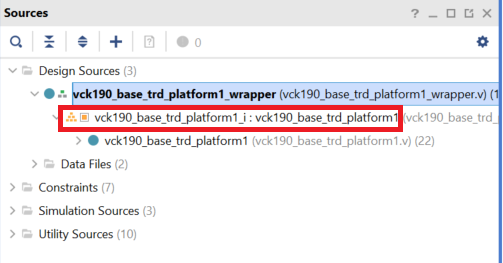 Sources
? _ □ ×
0
Design Sources (3)
vck190_base_trd_platform1_wrapper (vck190_base_trd_platform1_wrapper.v) (1
vck190_base_trd_platform1_i : vck190_base_trd_platform1 (vck190_base_trd_p
vck190_base_trd_platform1 (vck190_base_trd_platform1.v) (22)
Data Files (2)
Constraints (7)
Simulation Sources (3)
Utility Sources (10)